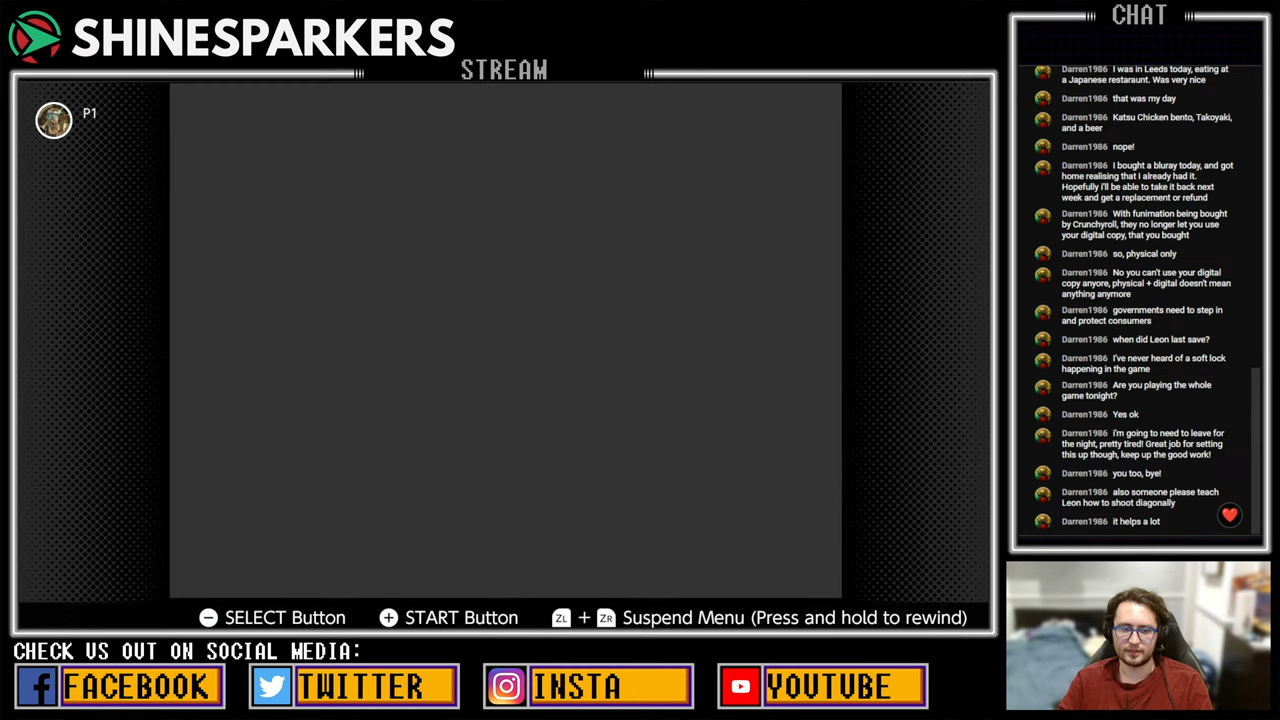 SHINESPARKERS
STREAM
P1
SELECT Button
START Button
ZL + ZR Suspend Menu (Press and hold to rewind)
CHECK US OUT ON SOCIAL MEDIA:
FACEBOOK
TWITTER
INSTA
YOUTUBE
CHAT
Darren1986 I was in Leeds today, eating at
a Japanese restaraunt. Was very nice
Darren1986 that was my day
Darren1986 Katsu Chicken bento, Takoyaki,
and a beer
Darren1986 nope!
Darren1986 I bought a bluray today, and got
home realising that I already had it.
Hopefully i'll be able to take it back next
week and get a replacement or refund
Darren1986 With funimation being bought
by Crunchyroll, they no longer let you use
your digital copy, that you bought
Darren1986 so, physical only
Darren1986 No you can't use your digital
copy anyore, physical + digital doesn't mean
anything anymore
Darren1986 governments need to step in
and protect consumers
Darren1986 when did Leon last save?
Darren1986 I've never heard of a soft lock
happening in the game
Darren1986 Are you playing the whole
game tonight?
Darren1986 Yes ok
Darren1986 i'm going to need to leave for
the night, pretty tired! Great job for setting
this up though, keep up the good work!
Darren1986 you too, bye!
Darren1986 also someone please teach
Leon how to shoot diagonally
Darren1986 it helps a lot